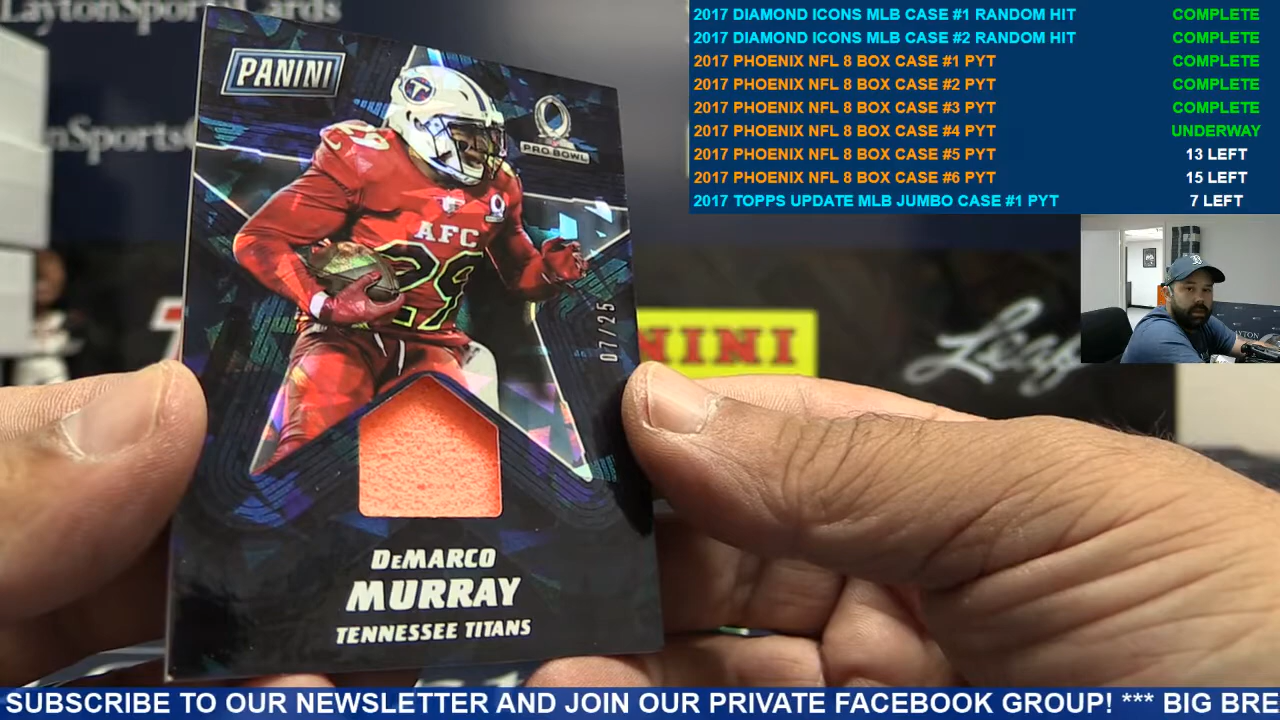 LaytonSportsCards
2017 DIAMOND ICONS MLB CASE #1 RANDOM HIT COMPLETE
2017 DIAMOND ICONS MLB CASE #2 RANDOM HIT COMPLETE
2017 PHOENIX NFL 8 BOX CASE #1 PYT COMPLETE
2017 PHOENIX NFL 8 BOX CASE #2 PYT COMPLETE
2017 PHOENIX NFL 8 BOX CASE #3 PYT COMPLETE
2017 PHOENIX NFL 8 BOX CASE #4 PYT UNDERWAY
2017 PHOENIX NFL 8 BOX CASE #5 PYT 13 LEFT
2017 PHOENIX NFL 8 BOX CASE #6 PYT 15 LEFT
2017 TOPPS UPDATE MLB JUMBO CASE #1 PYT 7 LEFT
PANINI
PRO BOWL
29
AFC
29
07/25
NINI
Leaf
DEMARCO
MURRAY
TENNESSEE TITANS
SUBSCRIBE TO OUR NEWSLETTER AND JOIN OUR PRIVATE FACEBOOK GROUP! *** BIG BRE